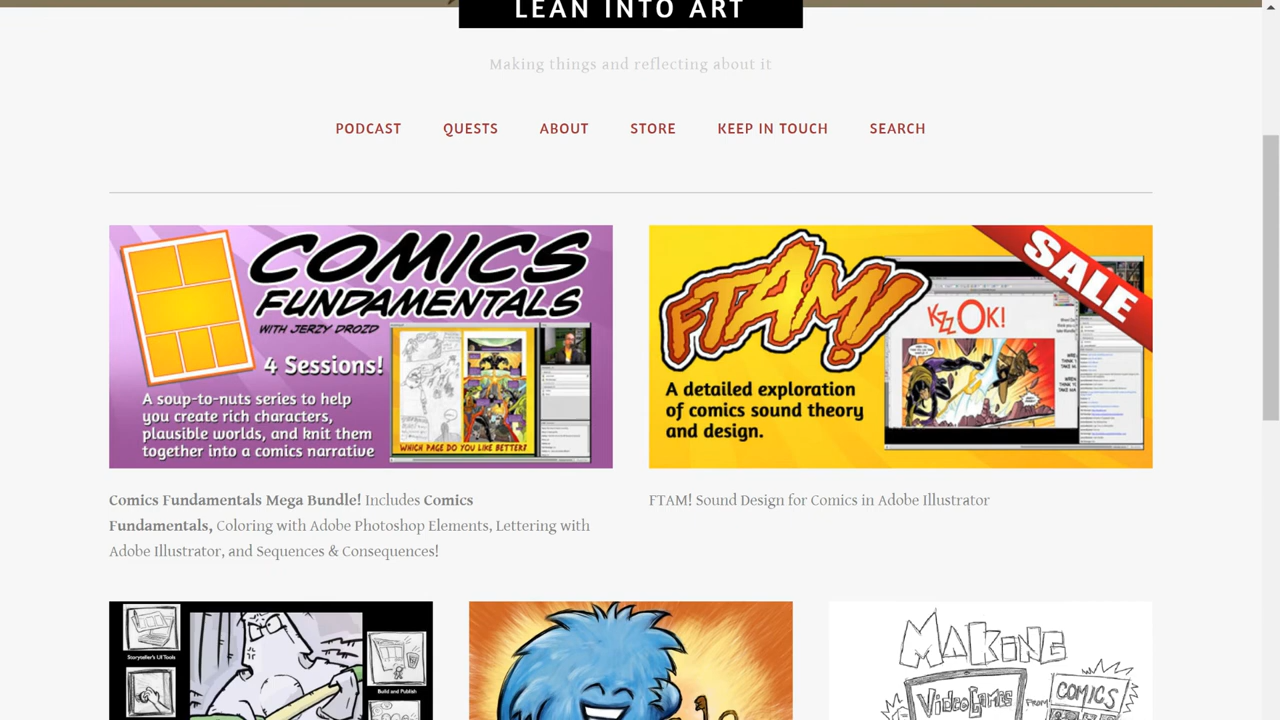 LEAN INTO ART
Making things and reflecting about it
PODCAST QUESTS ABOUT STORE KEEP IN TOUCH SEARCH
COMICS
FUNDAMENTALS
WITH JERZY DROZD
4 Sessions!
A soup-to-nuts series to help
you create rich characters,
plausible worlds, and knit them
together into a comics narrative
WHICH PAGE DO YOU LIKE BETTER?
FTAM!
SALE
KZZOK!
A detailed exploration
of comics sound theory
and design.
Comics Fundamentals Mega Bundle! Includes Comics
Fundamentals, Coloring with Adobe Photoshop Elements, Lettering with
Adobe Illustrator, and Sequences & Consequences!
FTAM! Sound Design for Comics in Adobe Illustrator
Storyteller's UI Tools
Build and Publish
MAKING
VIDEOGAMES
FROM
COMICS